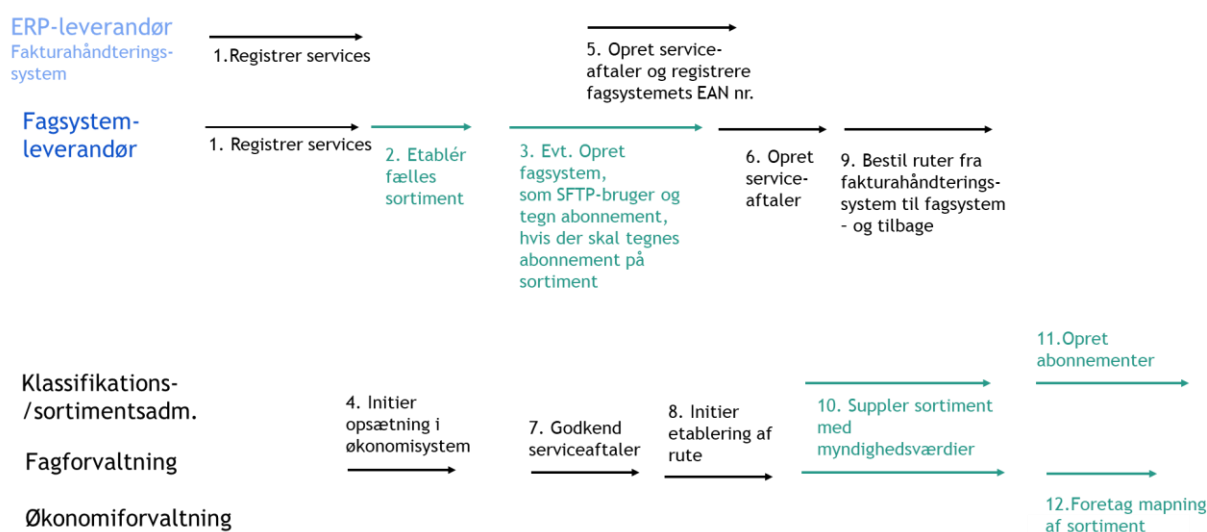 ERP-leverandør
Fakturahåndterings-
system
1.Registrer services
5. Opret service-
aftaler og registrere
fagsystemets EAN nr.
Fagsystem-
leverandør
1. Registrer services
2. Etablér
fælles
sortiment
3. Evt. Opret
fagsystem,
som SFTP-bruger og
tegn abonnement,
hvis der skal tegnes
abonnement på
sortiment
6. Opret
service-
aftaler
9. Bestil ruter fra
fakturahåndterings-
system til fagsystem
- og tilbage
11.Opret
abonnementer
Klassifikations-
/sortimentsadm.
4. Initier
opsætning i
økonomisystem
7. Godkend
serviceaftaler
8. Initier
etablering af
rute
10. Suppler sortiment
med
myndighedsværdier
Fagforvaltning
12.Foretag mapning
af sortiment
Økonomiforvaltning